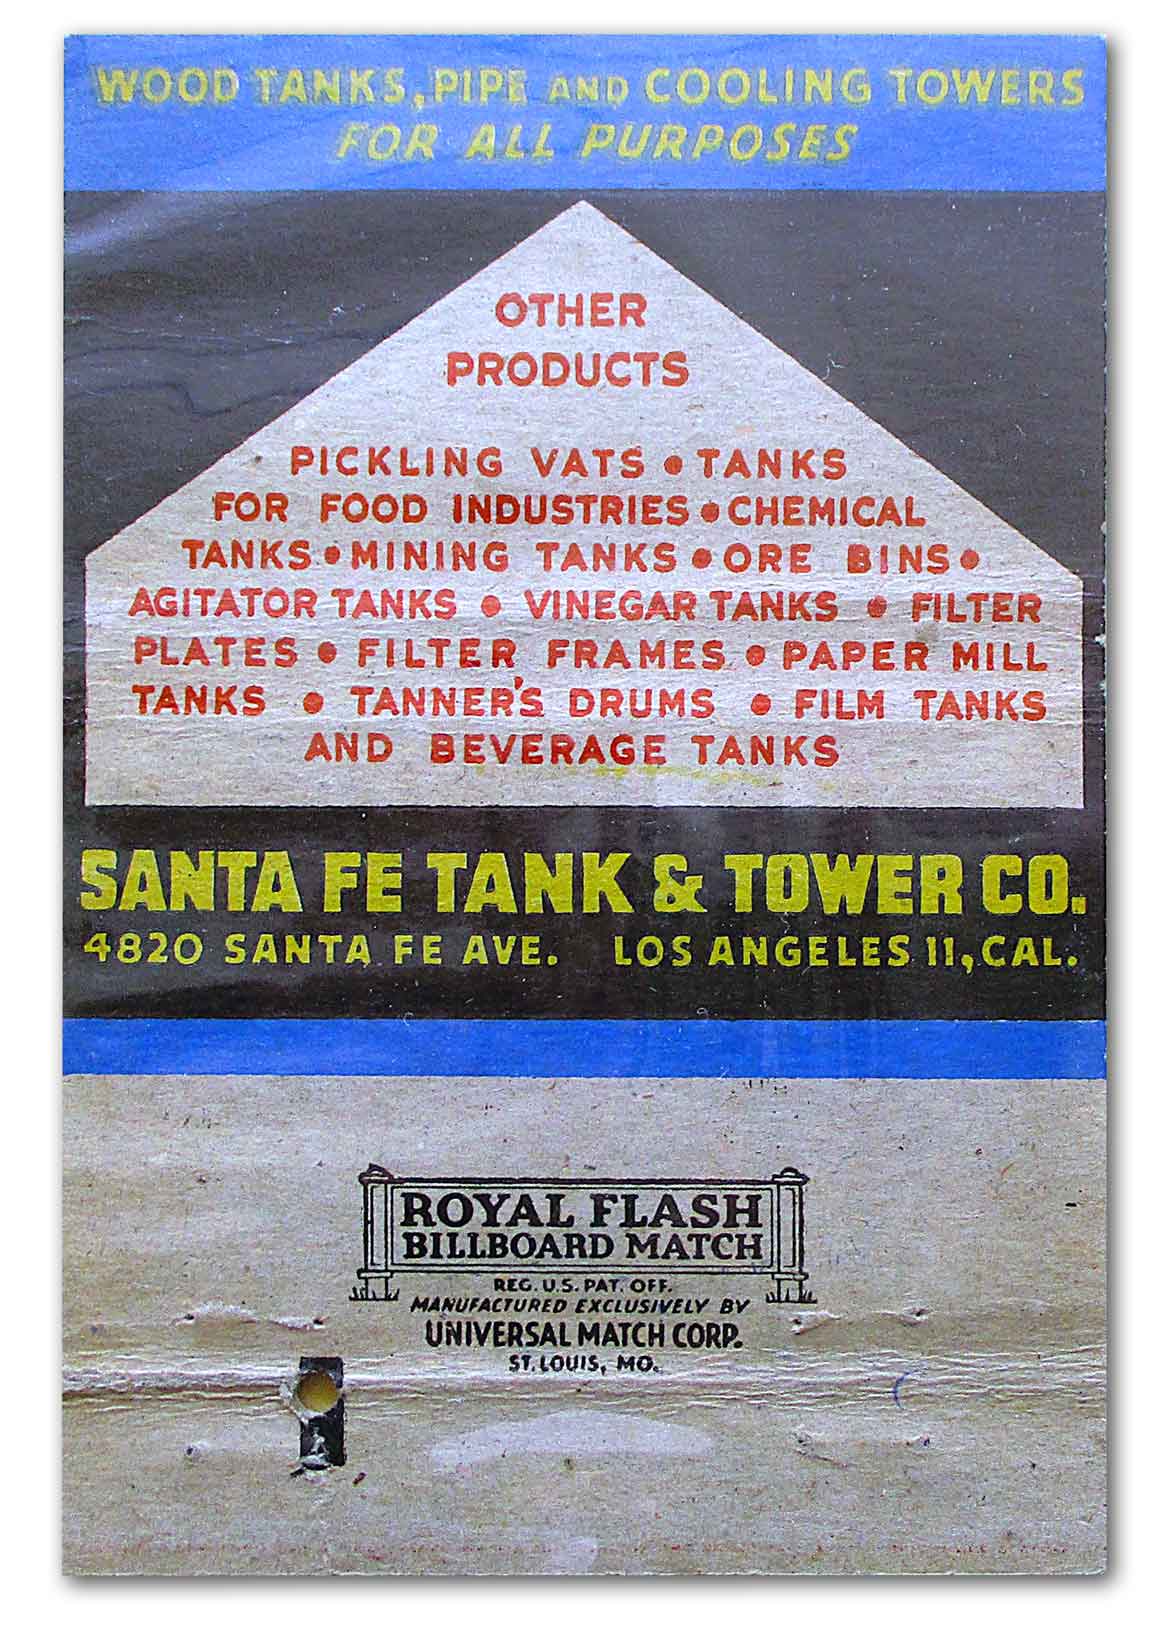 WOOD TANKS, PIPE AND COOLING TOWERS
FOR ALL PURPOSES
OTHER
PRODUCTS
PICKLING VATS • TANKS
FOR FOOD INDUSTRIES • CHEMICAL
TANKS • MINING TANKS • ORE BINS •
AGITATOR TANKS • VINEGAR TANKS • FILTER
PLATES • FILTER FRAMES • PAPER MILL
TANKS • TANNER'S DRUMS • FILM TANKS
AND BEVERAGE TANKS
SANTA FE TANK & TOWER CO.
4820 SANTA FE AVE. LOS ANGELES 11, CAL.
ROYAL FLASH
BILLBOARD MATCH
REG. U.S. PAT. OFF.
MANUFACTURED EXCLUSIVELY BY
UNIVERSAL MATCH CORP.
ST. LOUIS, MO.